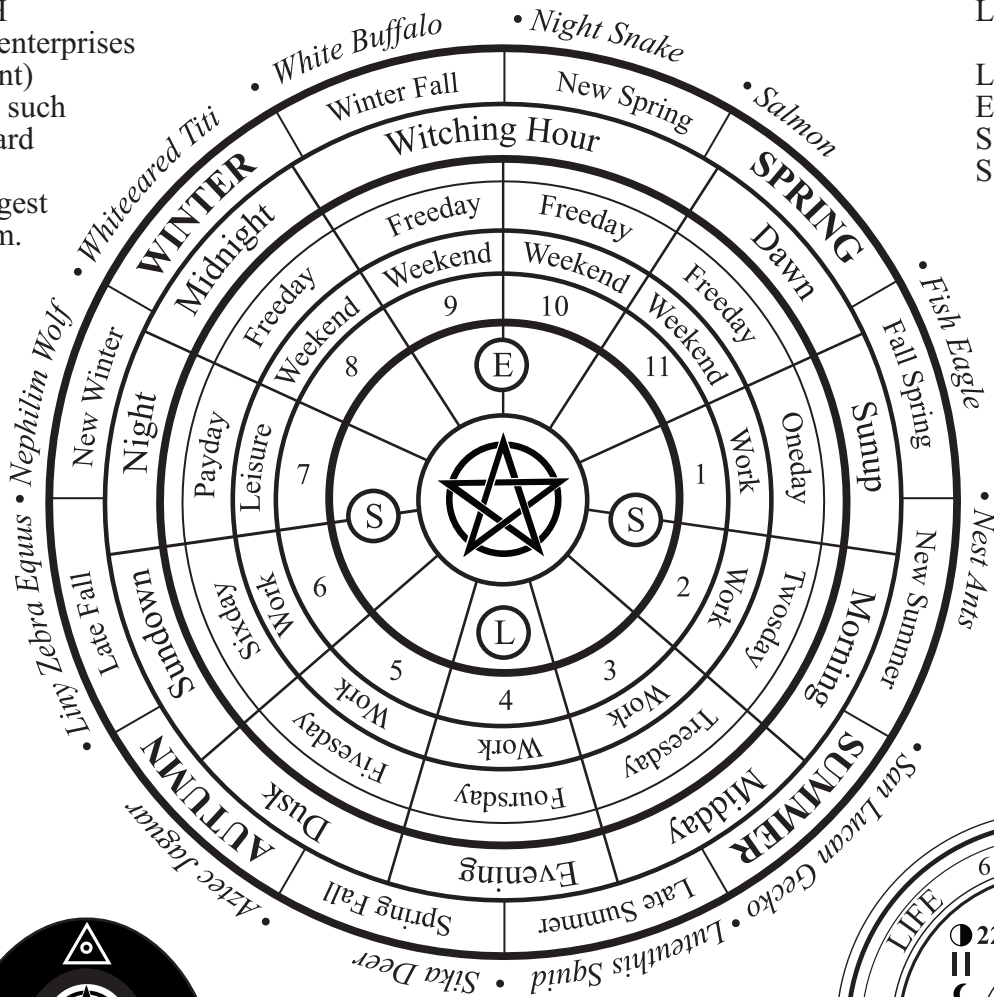 H
enterprises
nt)
such
ard
gest
m.
L
L
E
S
S
• Night Snake
• Salmon
• Fish Eagle
• Nest Ants
• San Lucan Gecko
• Luteuthis Squid
• Sika Deer
• Aztec Jaguar
• Liny Zebra Equus
• Nephilim Wolf
• Whiteeared Titi
• White Buffalo
New Spring
SPRING
Fall Spring
New Summer
SUMMER
Late Summer
Spring Fall
AUTUMN
Late Fall
New Winter
WINTER
Winter Fall
Witching Hour
Dawn
Sunup
Morning
Midday
Evening
Dusk
Sundown
Night
Midnight
Freeday
Freeday
Oneday
Twosday
Treesday
Foursday
Fivesday
Sixday
Payday
Freeday
Freeday
Weekend
Weekend
Work
Work
Work
Work
Work
Work
Leisure
Weekend
Weekend
10
11
1
2
3
4
5
6
7
8
9
E
S
L
S
LIFE
6
22